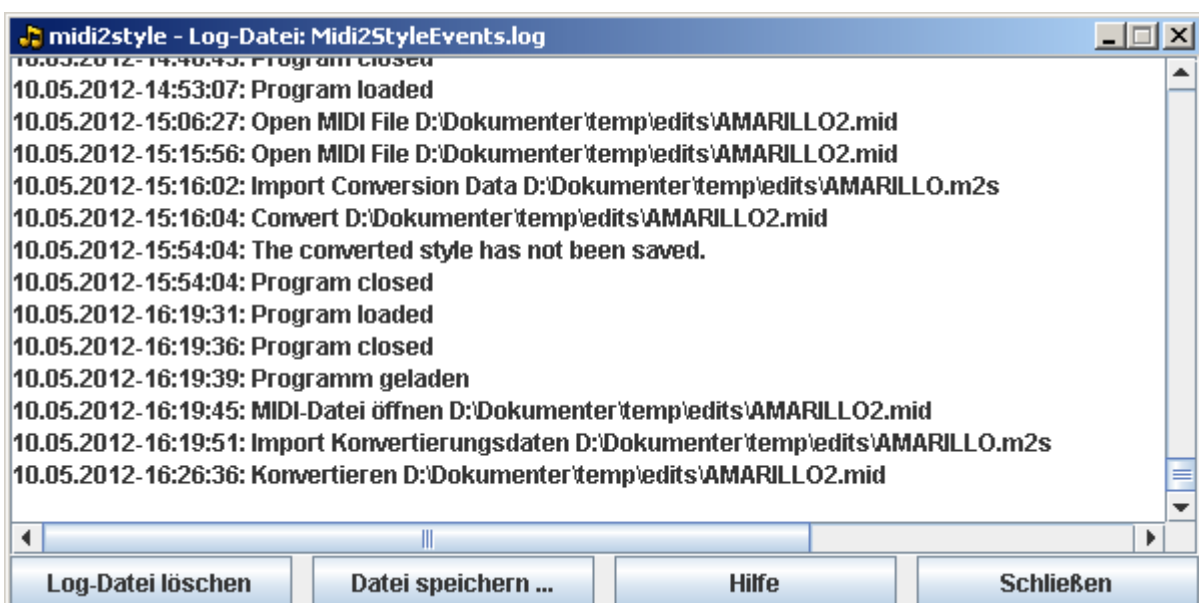 midi2style - Log-Datei: Midi2StyleEvents.log
10.05.2012-14:46:45: Program closed
10.05.2012-14:53:07: Program loaded
10.05.2012-15:06:27: Open MIDI File D:\Dokumenter\temp\edits\AMARILLO2.mid
10.05.2012-15:15:56: Open MIDI File D:\Dokumenter\temp\edits\AMARILLO2.mid
10.05.2012-15:16:02: Import Conversion Data D:\Dokumenter\temp\edits\AMARILLO.m2s
10.05.2012-15:16:04: Convert D:\Dokumenter\temp\edits\AMARILLO2.mid
10.05.2012-15:54:04: The converted style has not been saved.
10.05.2012-15:54:04: Program closed
10.05.2012-16:19:31: Program loaded
10.05.2012-16:19:36: Program closed
10.05.2012-16:19:39: Programm geladen
10.05.2012-16:19:45: MIDI-Datei öffnen D:\Dokumenter\temp\edits\AMARILLO2.mid
10.05.2012-16:19:51: Import Konvertierungsdaten D:\Dokumenter\temp\edits\AMARILLO.m2s
10.05.2012-16:26:36: Konvertieren D:\Dokumenter\temp\edits\AMARILLO2.mid
Log-Datei löschen Datei speichern ... Hilfe Schließen